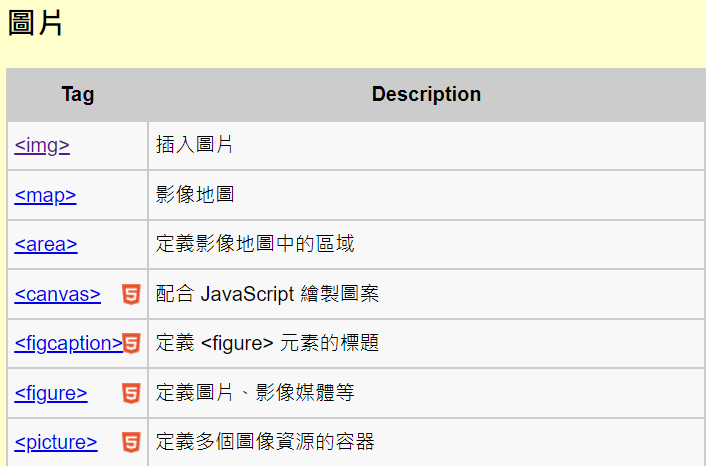 圖片
Tag Description
<img> 插入圖片
<map> 影像地圖
<area> 定義影像地圖中的區域
<canvas> 配合 JavaScript 繪製圖案
<figcaption> 定義 <figure> 元素的標題
<figure> 定義圖片、影像媒體等
<picture> 定義多個圖像資源的容器